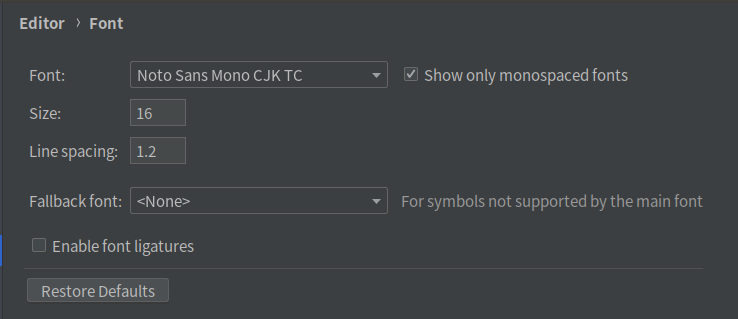 Editor › Font
Font: Noto Sans Mono CJK TC Show only monospaced fonts
Size: 16
Line spacing: 1.2
Fallback font: <None> For symbols not supported by the main font
Enable font ligatures
Restore Defaults